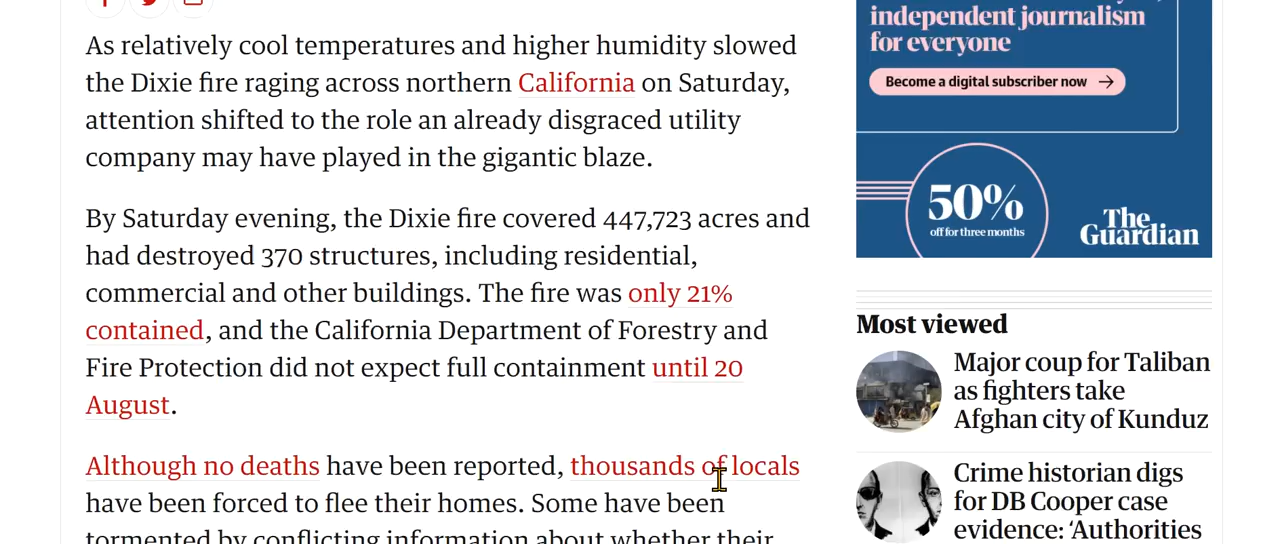 As relatively cool temperatures and higher humidity slowed
the Dixie fire raging across northern California on Saturday,
attention shifted to the role an already disgraced utility
company may have played in the gigantic blaze.
By Saturday evening, the Dixie fire covered 447,723 acres and
had destroyed 370 structures, including residential,
commercial and other buildings. The fire was only 21%
contained, and the California Department of Forestry and
Fire Protection did not expect full containment until 20
August.
Although no deaths have been reported, thousands of locals
have been forced to flee their homes. Some have been
tormented by conflicting information about whether their
independent journalism
for everyone
Become a digital subscriber now
50%
off for three months
The
Guardian
Most viewed
Major coup for Taliban
as fighters take
Afghan city of Kunduz
Crime historian digs
for DB Cooper case
evidence: ‘Authorities